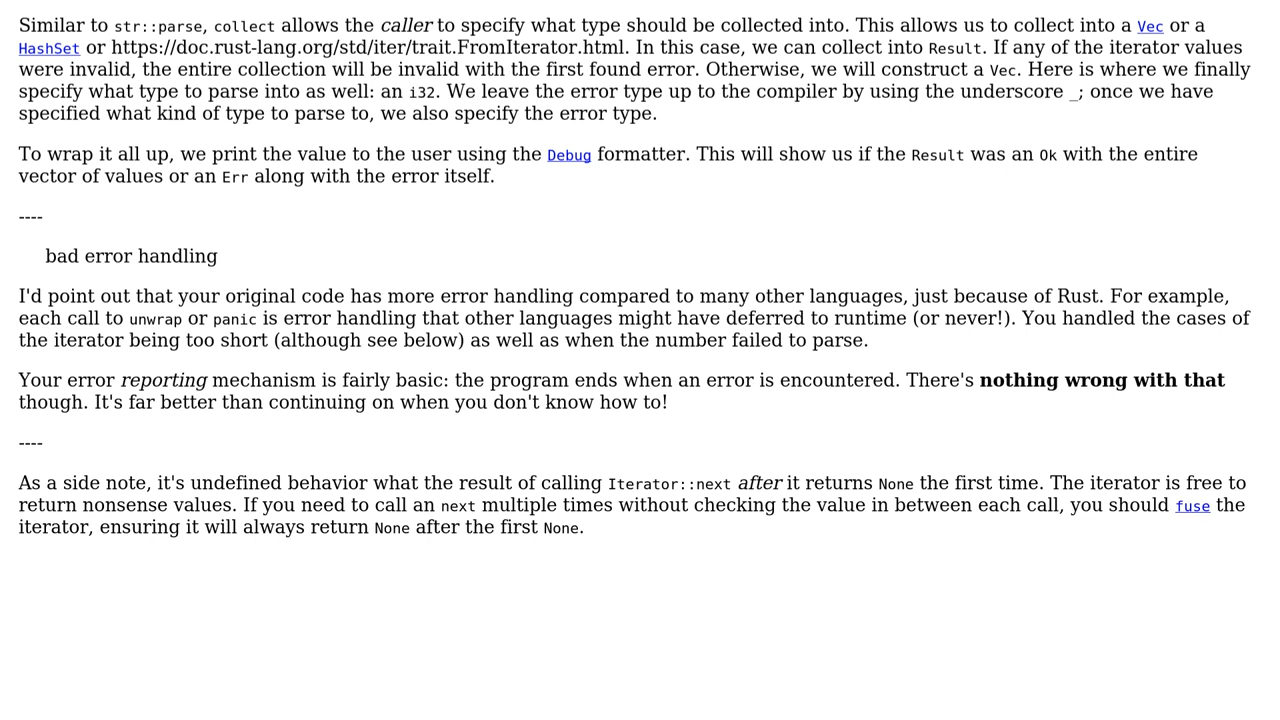 Similar to str::parse, collect allows the caller to specify what type should be collected into. This allows us to collect into a Vec or a
HashSet or https://doc.rust-lang.org/std/iter/trait.FromIterator.html. In this case, we can collect into Result. If any of the iterator values
were invalid, the entire collection will be invalid with the first found error. Otherwise, we will construct a Vec. Here is where we finally
specify what type to parse into as well: an i32. We leave the error type up to the compiler by using the underscore _; once we have
specified what kind of type to parse to, we also specify the error type.
To wrap it all up, we print the value to the user using the Debug formatter. This will show us if the Result was an Ok with the entire
vector of values or an Err along with the error itself.
----
bad error handling
I'd point out that your original code has more error handling compared to many other languages, just because of Rust. For example,
each call to unwrap or panic is error handling that other languages might have deferred to runtime (or never!). You handled the cases of
the iterator being too short (although see below) as well as when the number failed to parse.
Your error reporting mechanism is fairly basic: the program ends when an error is encountered. There's nothing wrong with that
though. It's far better than continuing on when you don't know how to!
----
As a side note, it's undefined behavior what the result of calling Iterator::next after it returns None the first time. The iterator is free to
return nonsense values. If you need to call an next multiple times without checking the value in between each call, you should fuse the
iterator, ensuring it will always return None after the first None.